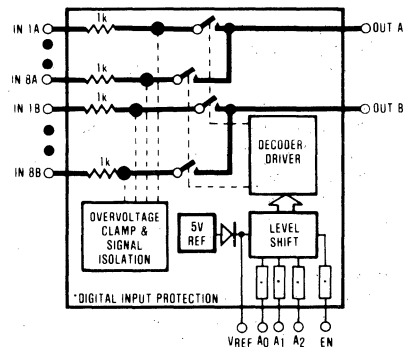 IN 1A
1k
OUT A
1k
IN 8A
1k
IN 1B
OUT B
DECODER/
DRIVER
1k
IN 8B
OVERVOLTAGE
CLAMP &
SIGNAL
ISOLATION
5V
REF
LEVEL
SHIFT
*
*
*
*
*DIGITAL INPUT PROTECTION
VREF
A0
A1
A2
EN